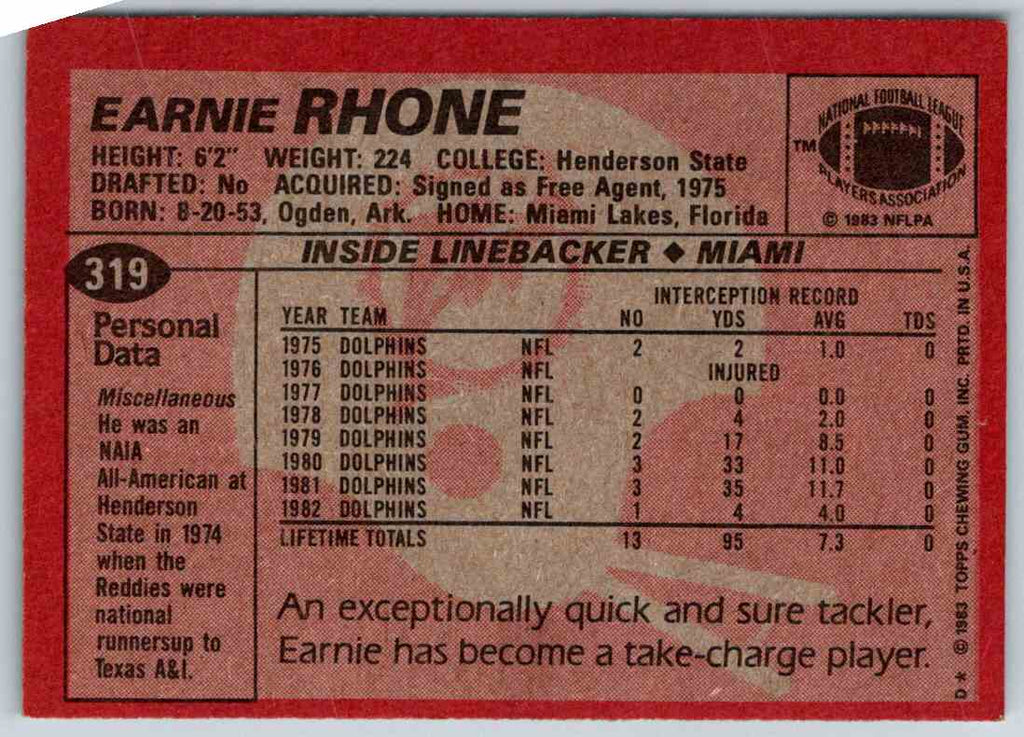 EARNIE RHONE
HEIGHT: 6'2" WEIGHT: 224 COLLEGE: Henderson State
DRAFTED: No ACQUIRED: Signed as Free Agent, 1975
BORN: 8-20-53, Ogden, Ark. HOME: Miami Lakes, Florida
NATIONAL FOOTBALL LEAGUE
TM
PLAYERS ASSOCIATION
© 1983 NFLPA
INSIDE LINEBACKER ◆ MIAMI
319
Personal
Data
Miscellaneous
He was an
NAIA
All-American at
Henderson
State in 1974
when the
Reddies were
national
runnersup to
Texas A&I.
INTERCEPTION RECORD
YEAR TEAM NO YDS AVG TDS
1975 DOLPHINS NFL 2 2 1.0 0
1976 DOLPHINS NFL INJURED
1977 DOLPHINS NFL 0 0 0.0 0
1978 DOLPHINS NFL 2 4 2.0 0
1979 DOLPHINS NFL 2 17 8.5 0
1980 DOLPHINS NFL 3 33 11.0 0
1981 DOLPHINS NFL 3 35 11.7 0
1982 DOLPHINS NFL 1 4 4.0 0
LIFETIME TOTALS 13 95 7.3 0
An exceptionally quick and sure tackler,
Earnie has become a take-charge player.
D* © 1983 TOPPS CHEWING GUM, INC. PRTD. IN U.S.A.